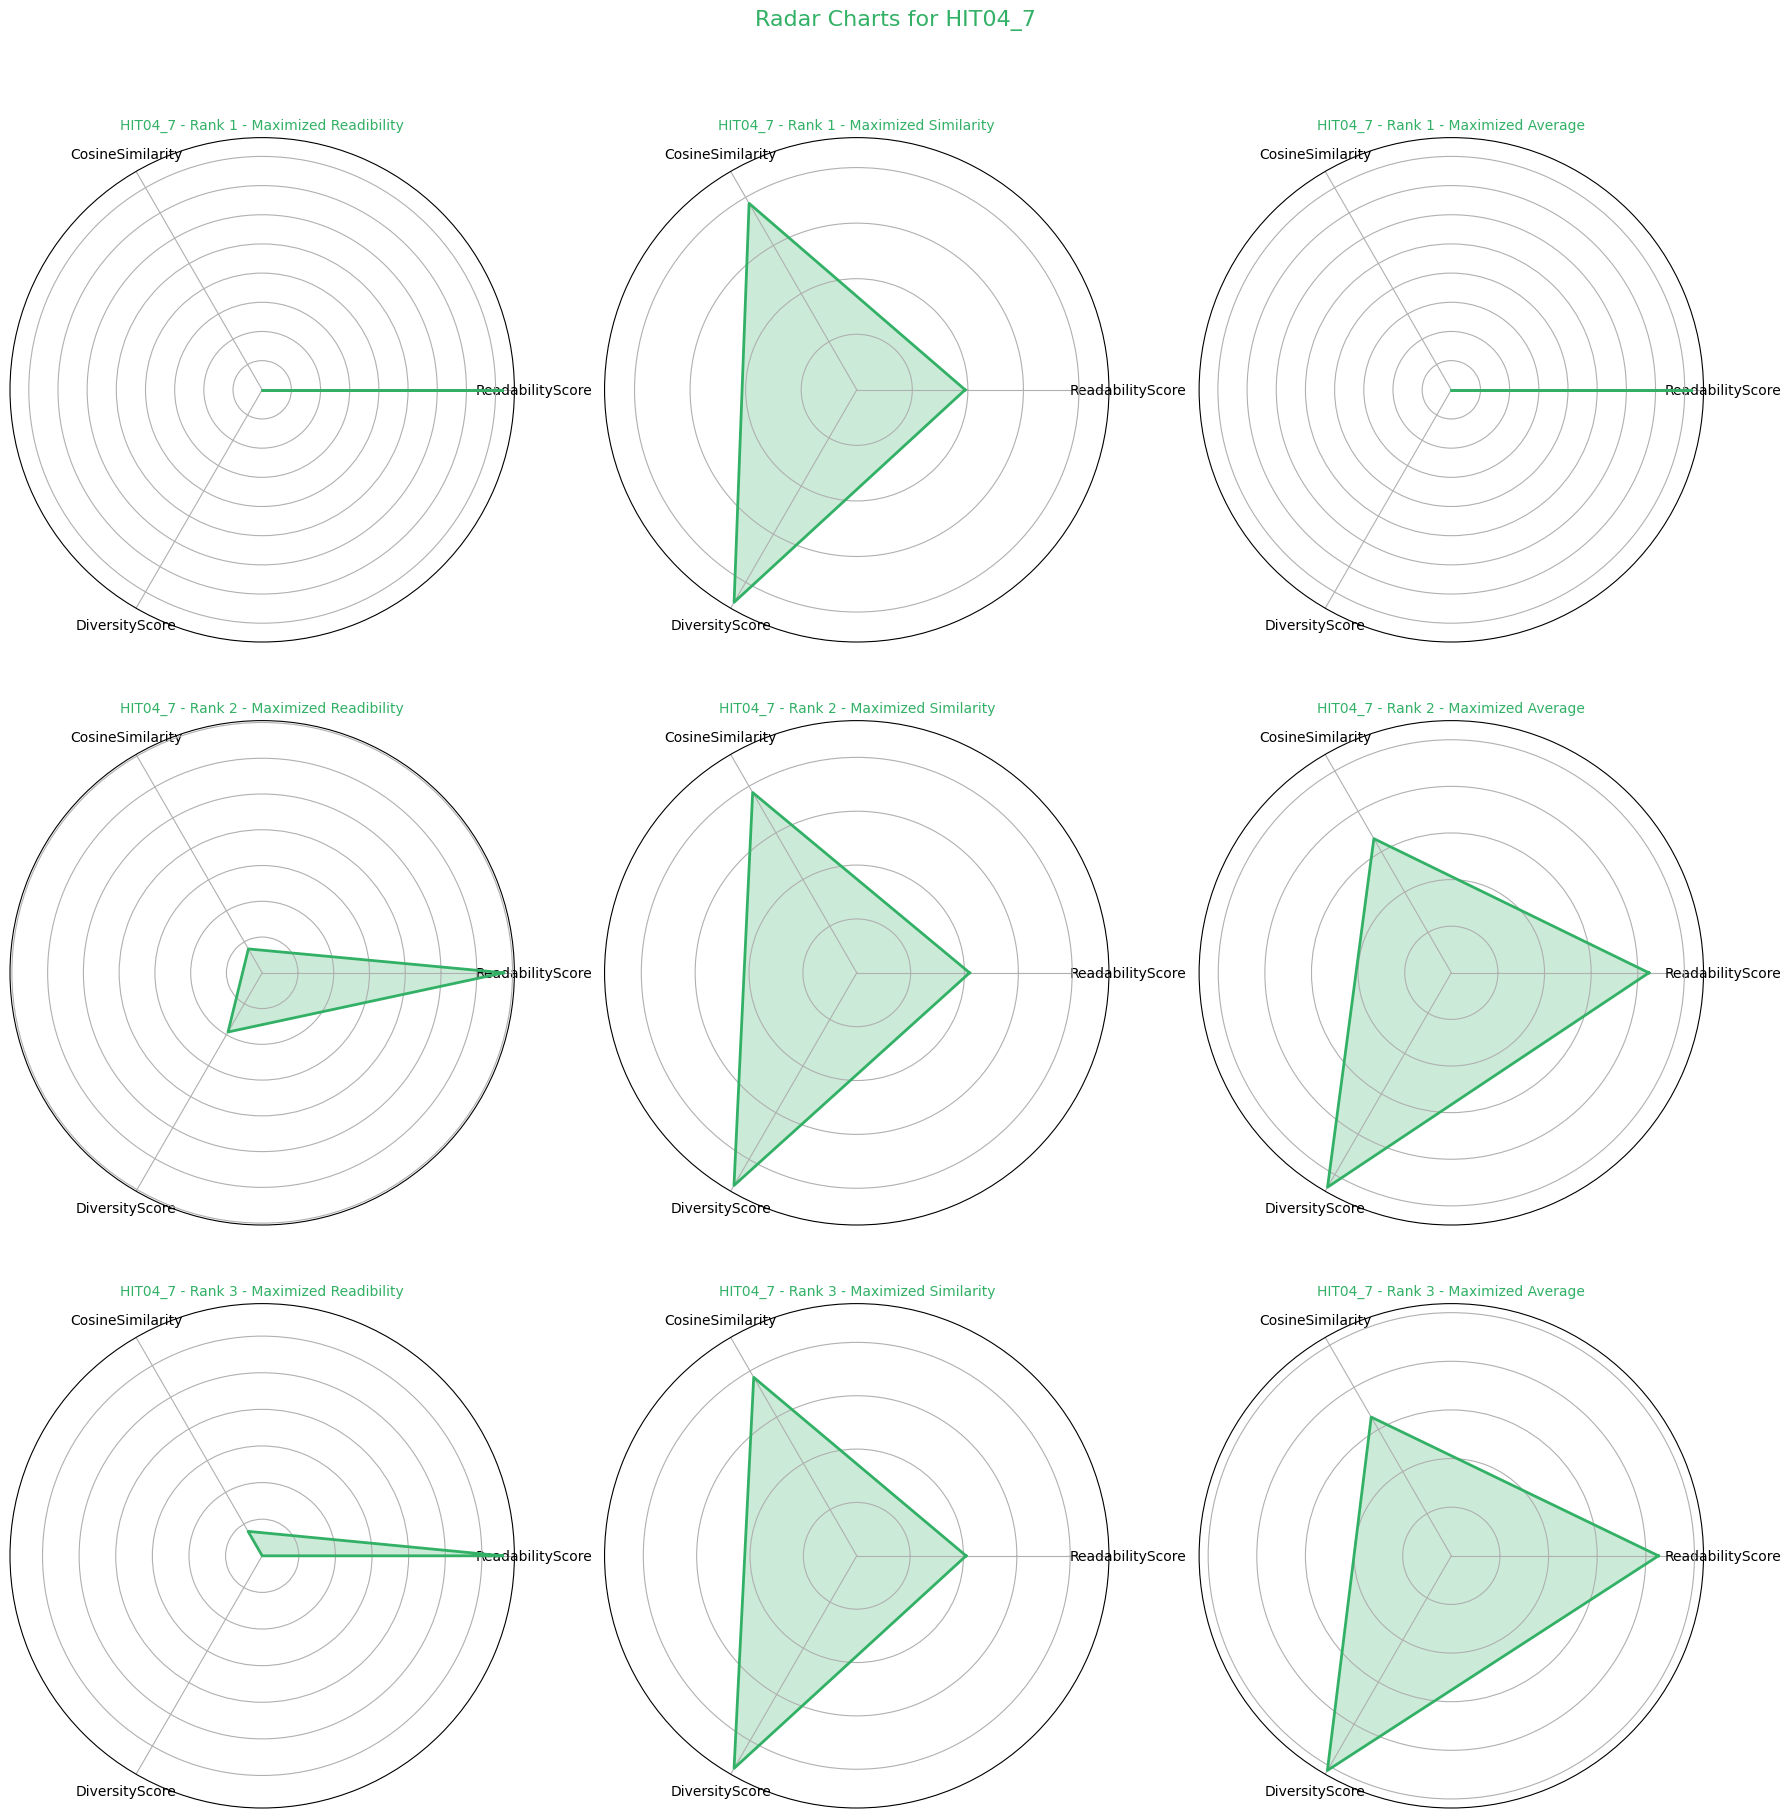 Radar Charts for HIT04_7
HIT04_7 - Rank 1 - Maximized Readibility
CosineSimilarity
ReadabilityScore
DiversityScore
HIT04_7 - Rank 1 - Maximized Similarity
CosineSimilarity
ReadabilityScore
DiversityScore
HIT04_7 - Rank 1 - Maximized Average
CosineSimilarity
ReadabilityScore
DiversityScore
HIT04_7 - Rank 2 - Maximized Readibility
CosineSimilarity
ReadabilityScore
DiversityScore
HIT04_7 - Rank 2 - Maximized Similarity
CosineSimilarity
ReadabilityScore
DiversityScore
HIT04_7 - Rank 2 - Maximized Average
CosineSimilarity
ReadabilityScore
DiversityScore
HIT04_7 - Rank 3 - Maximized Readibility
CosineSimilarity
ReadabilityScore
DiversityScore
HIT04_7 - Rank 3 - Maximized Similarity
CosineSimilarity
ReadabilityScore
DiversityScore
HIT04_7 - Rank 3 - Maximized Average
CosineSimilarity
ReadabilityScore
DiversityScore